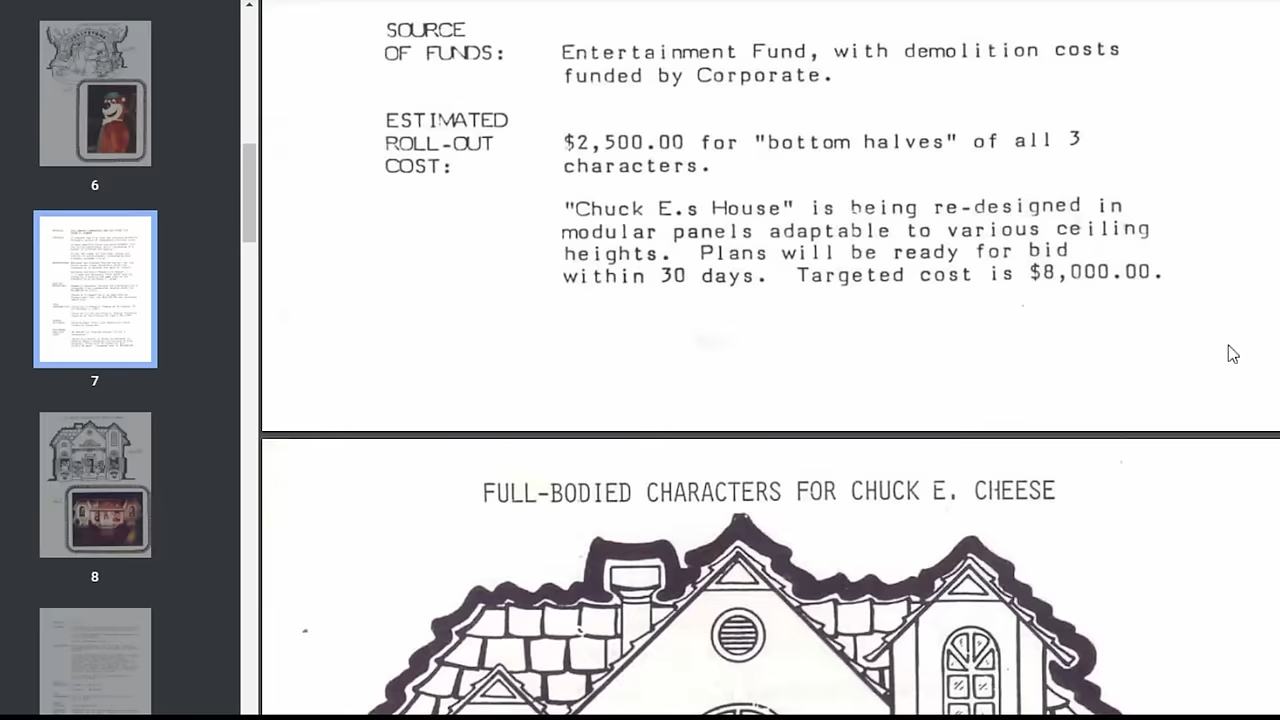 SOURCE
OF FUNDS: Entertainment Fund, with demolition costs
funded by Corporate.
ESTIMATED
ROLL-OUT $2,500.00 for "bottom halves" of all 3
COST: characters.
"Chuck E.s House" is being re-designed in
modular panels adaptable to various ceiling
heights. Plans will be ready for bid
within 30 days. Targeted cost is $8,000.00.
FULL-BODIED CHARACTERS FOR CHUCK E. CHEESE
6
7
8